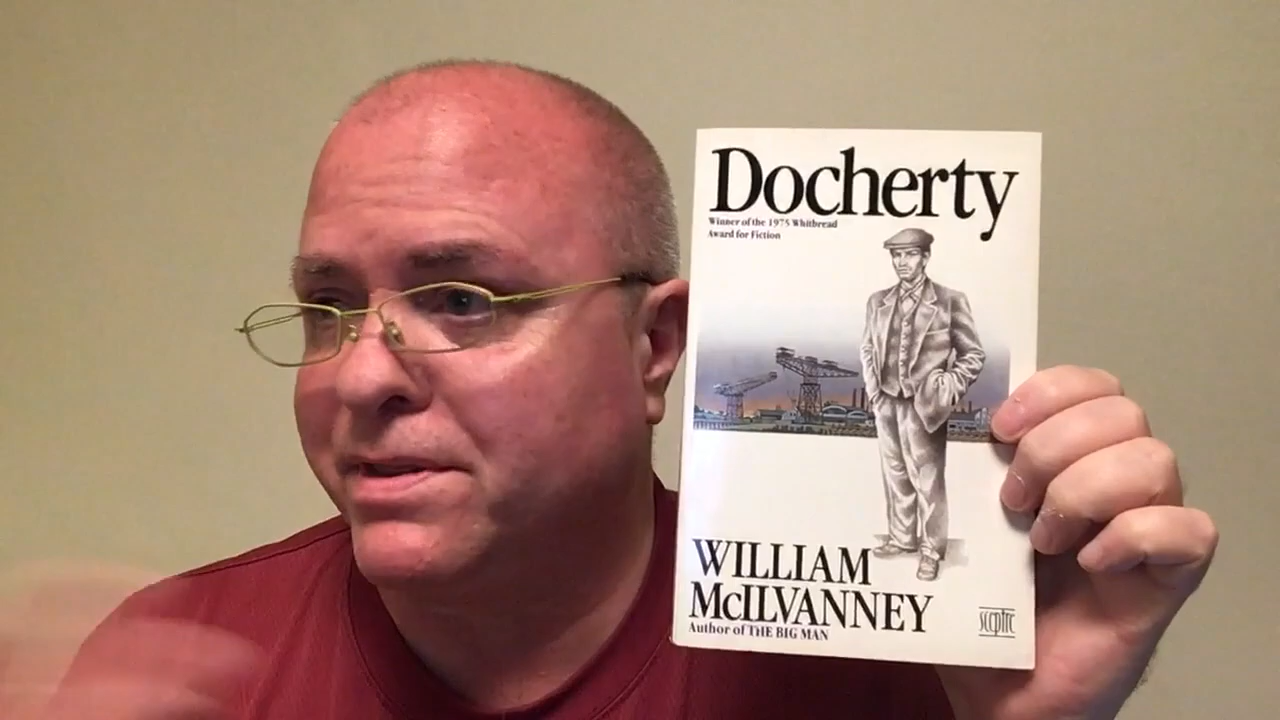 Docherty
Winner of the 1975 Whitbread
Award for Fiction
WILLIAM
McILVANNEY
Author of THE BIG MAN
sceptre